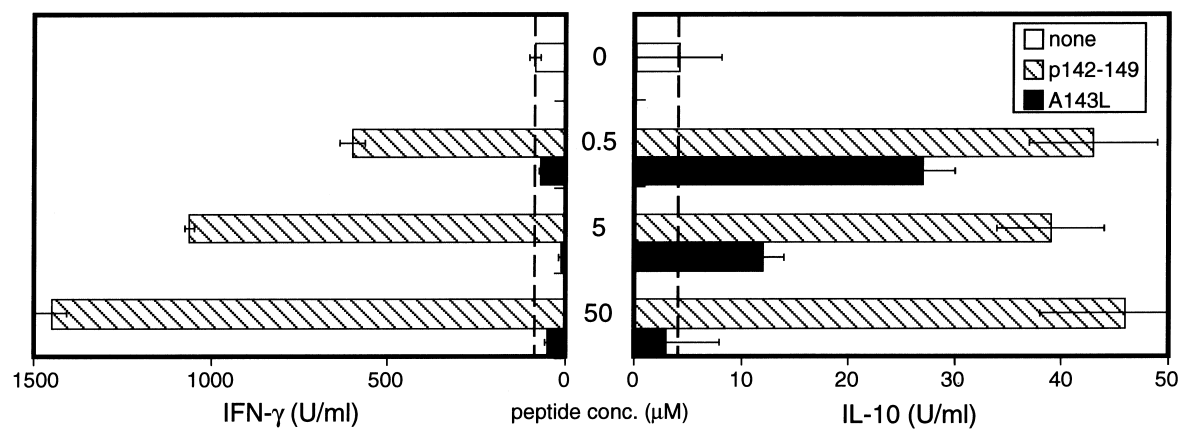 0
none
p142-149
A143L
0.5
5
50
1500 1000 500 0 0 10 20 30 40 50
IFN-γ (U/ml) peptide conc. (μM) IL-10 (U/ml)